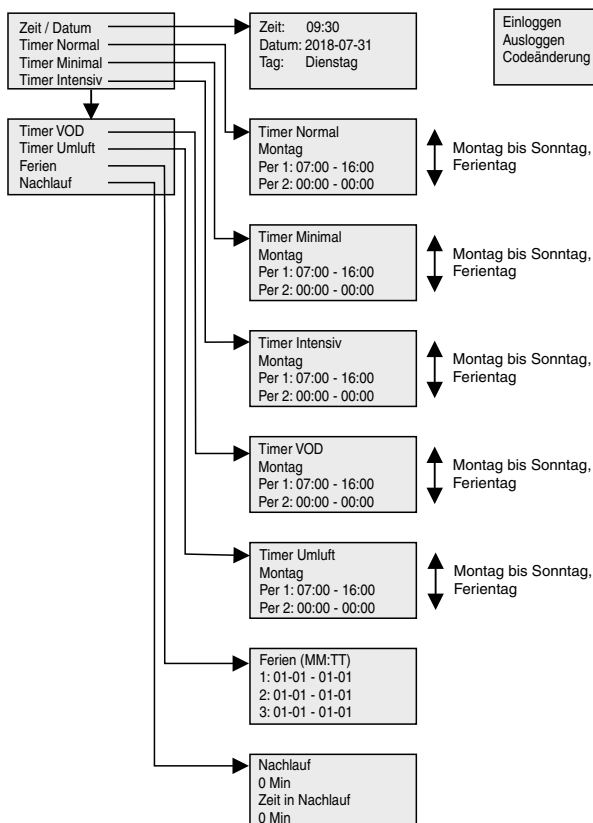 Zeit / Datum
Timer Normal
Timer Minimal
Timer Intensiv
Zeit: 09:30
Datum: 2018-07-31
Tag: Dienstag
Einloggen
Ausloggen
Codeänderung
Timer VOD
Timer Umluft
Ferien
Nachlauf
Timer Normal
Montag
Per 1: 07:00 - 16:00
Per 2: 00:00 - 00:00
Montag bis Sonntag,
Ferientag
Timer Minimal
Montag
Per 1: 07:00 - 16:00
Per 2: 00:00 - 00:00
Montag bis Sonntag,
Ferientag
Timer Intensiv
Montag
Per 1: 07:00 - 16:00
Per 2: 00:00 - 00:00
Montag bis Sonntag,
Ferientag
Timer VOD
Montag
Per 1: 07:00 - 16:00
Per 2: 00:00 - 00:00
Montag bis Sonntag,
Ferientag
Timer Umluft
Montag
Per 1: 07:00 - 16:00
Per 2: 00:00 - 00:00
Montag bis Sonntag,
Ferientag
Ferien (MM:TT)
1: 01-01 - 01-01
2: 01-01 - 01-01
3: 01-01 - 01-01
Nachlauf
0 Min
Zeit in Nachlauf
0 Min